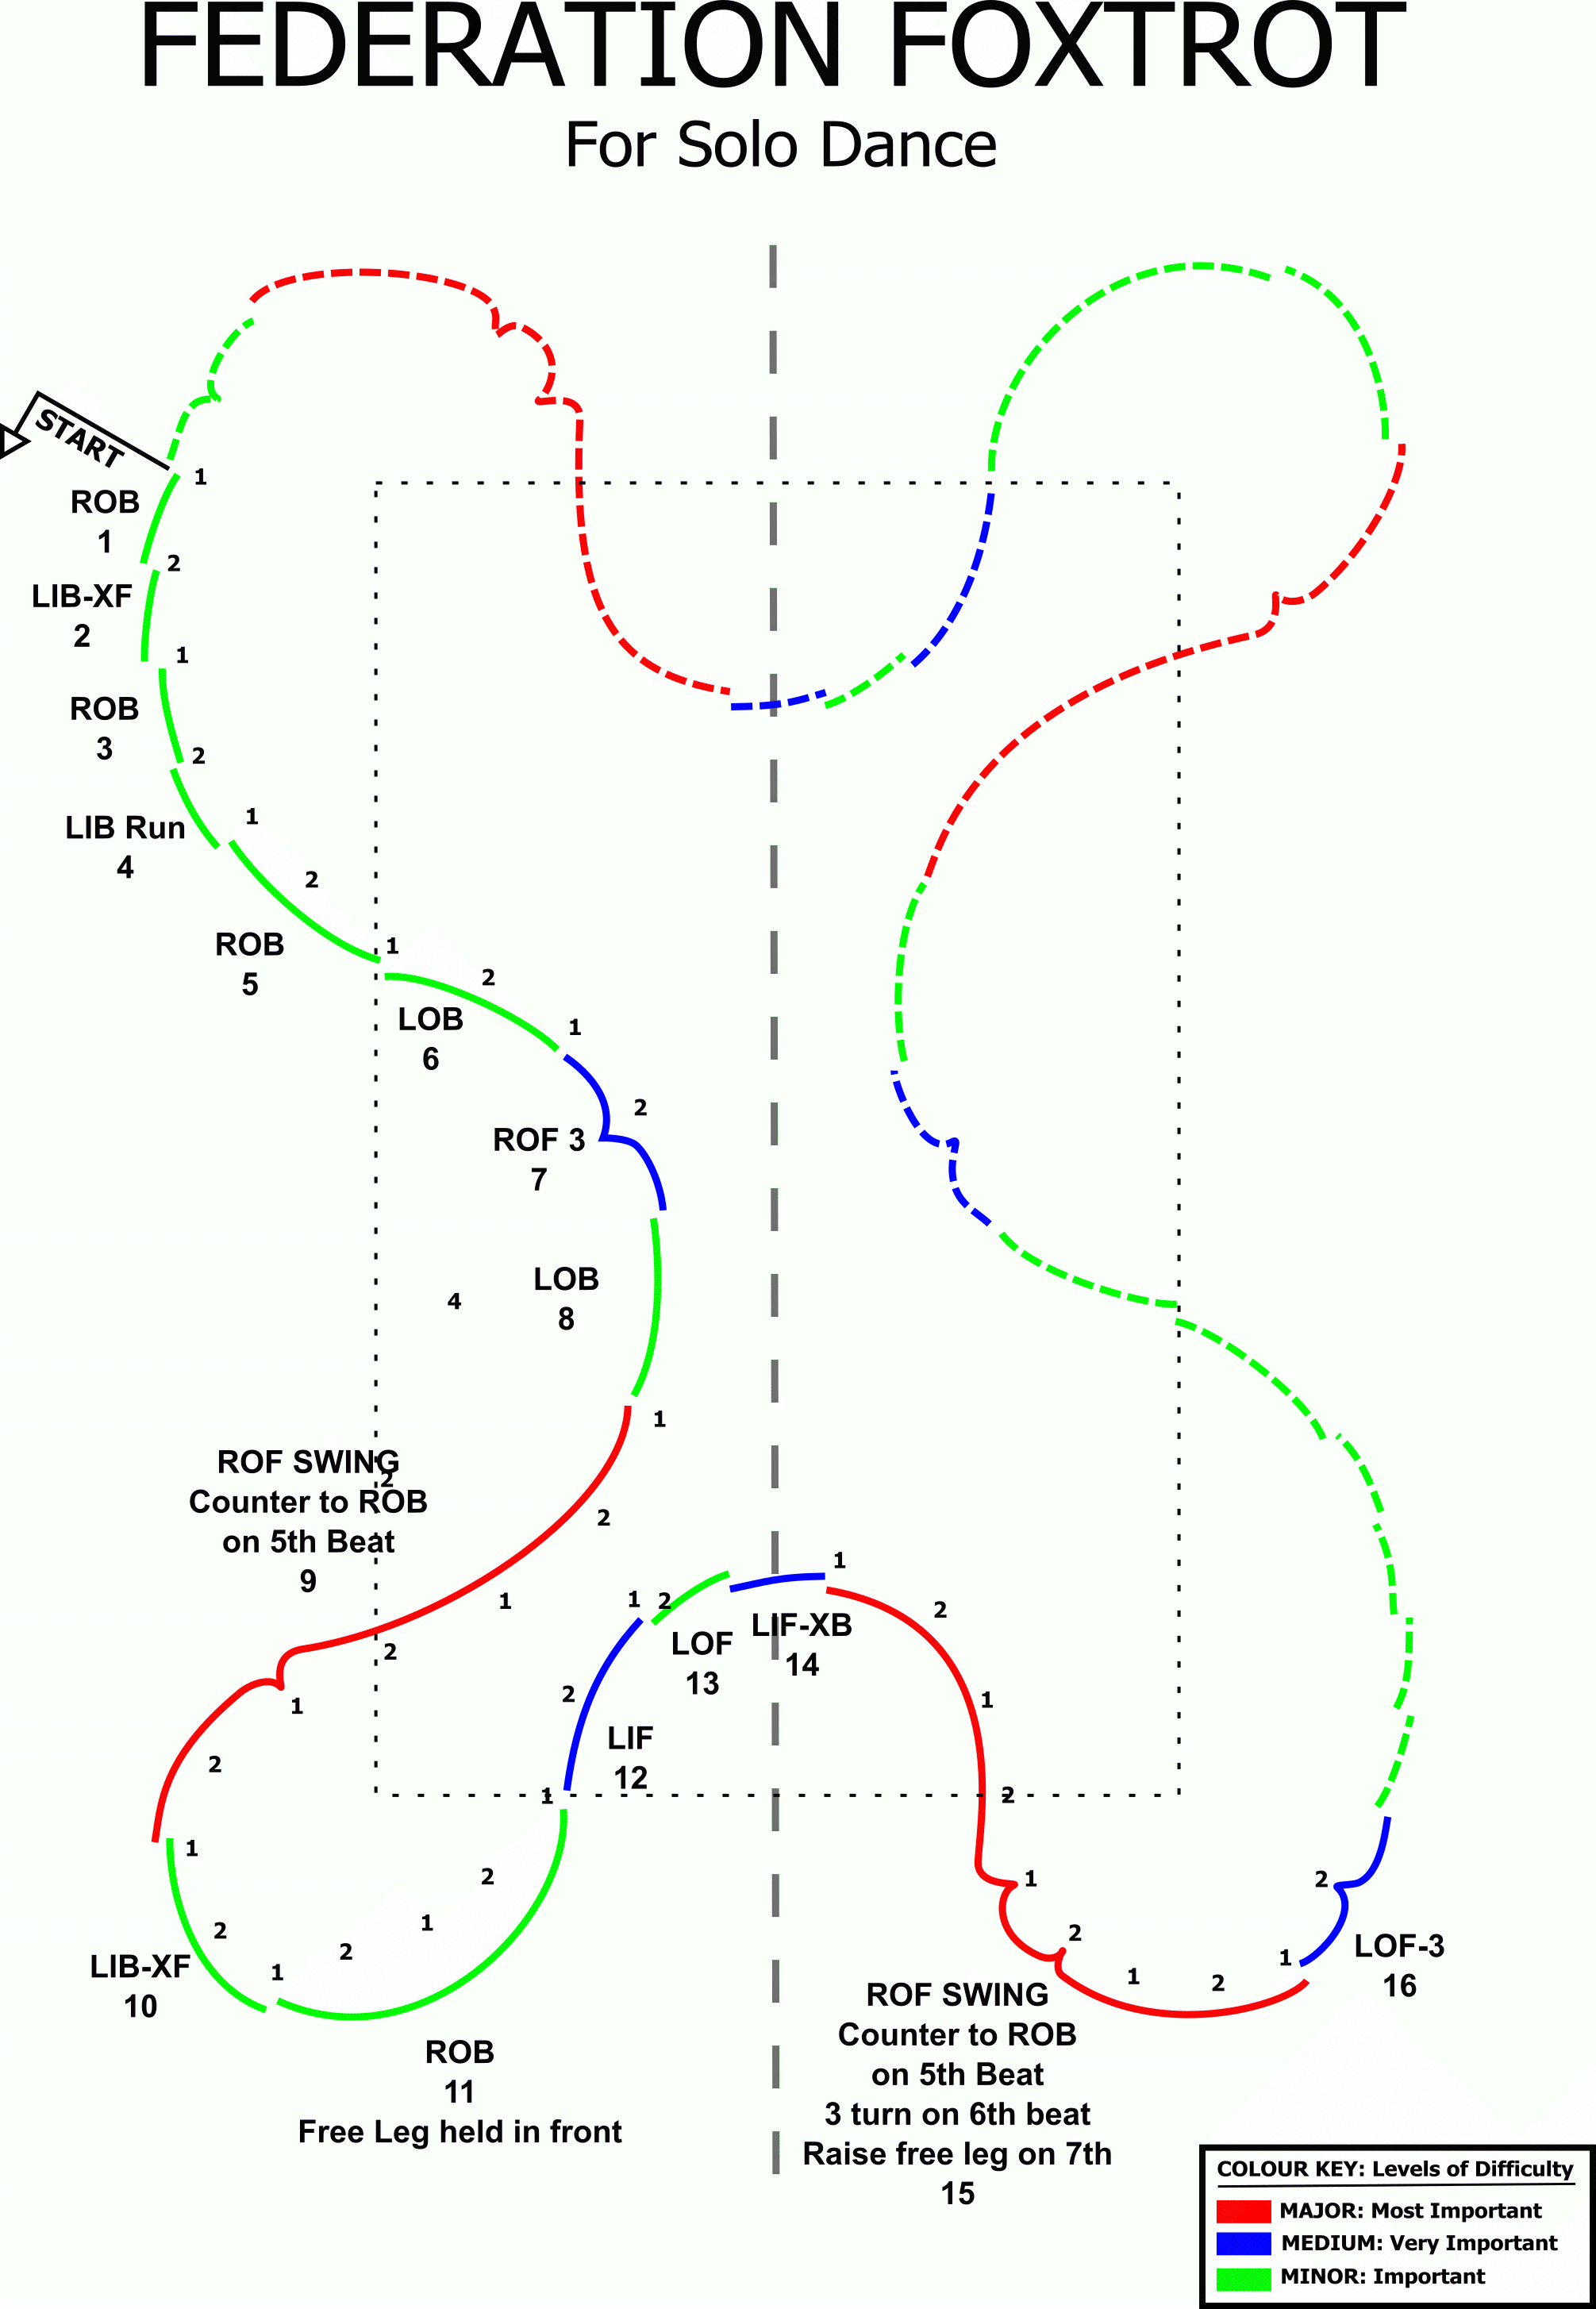 FEDERATION FOXTROT
For Solo Dance
START
1
ROB
1
2
LIB-XF
2
1
ROB
3
2
1
LIB Run
4
2
ROB
5
1
2
LOB
6
1
2
ROF 3
7
LOB
8
4
1
ROF SWING
2
Counter to ROB
on 5th Beat
9
2
1
2
1
2
1
2
LIB-XF
10
1
2
1
2
1
ROB
11
Free Leg held in front
2
LIF
12
1
2
LOF
13
LIF-XB
14
1
2
1
2
1
2
1
2
ROF SWING
Counter to ROB
on 5th Beat
3 turn on 6th beat
Raise free leg on 7th
15
1
2
LOF-3
16
COLOUR KEY: Levels of Difficulty
MAJOR: Most Important
MEDIUM: Very Important
MINOR: Important